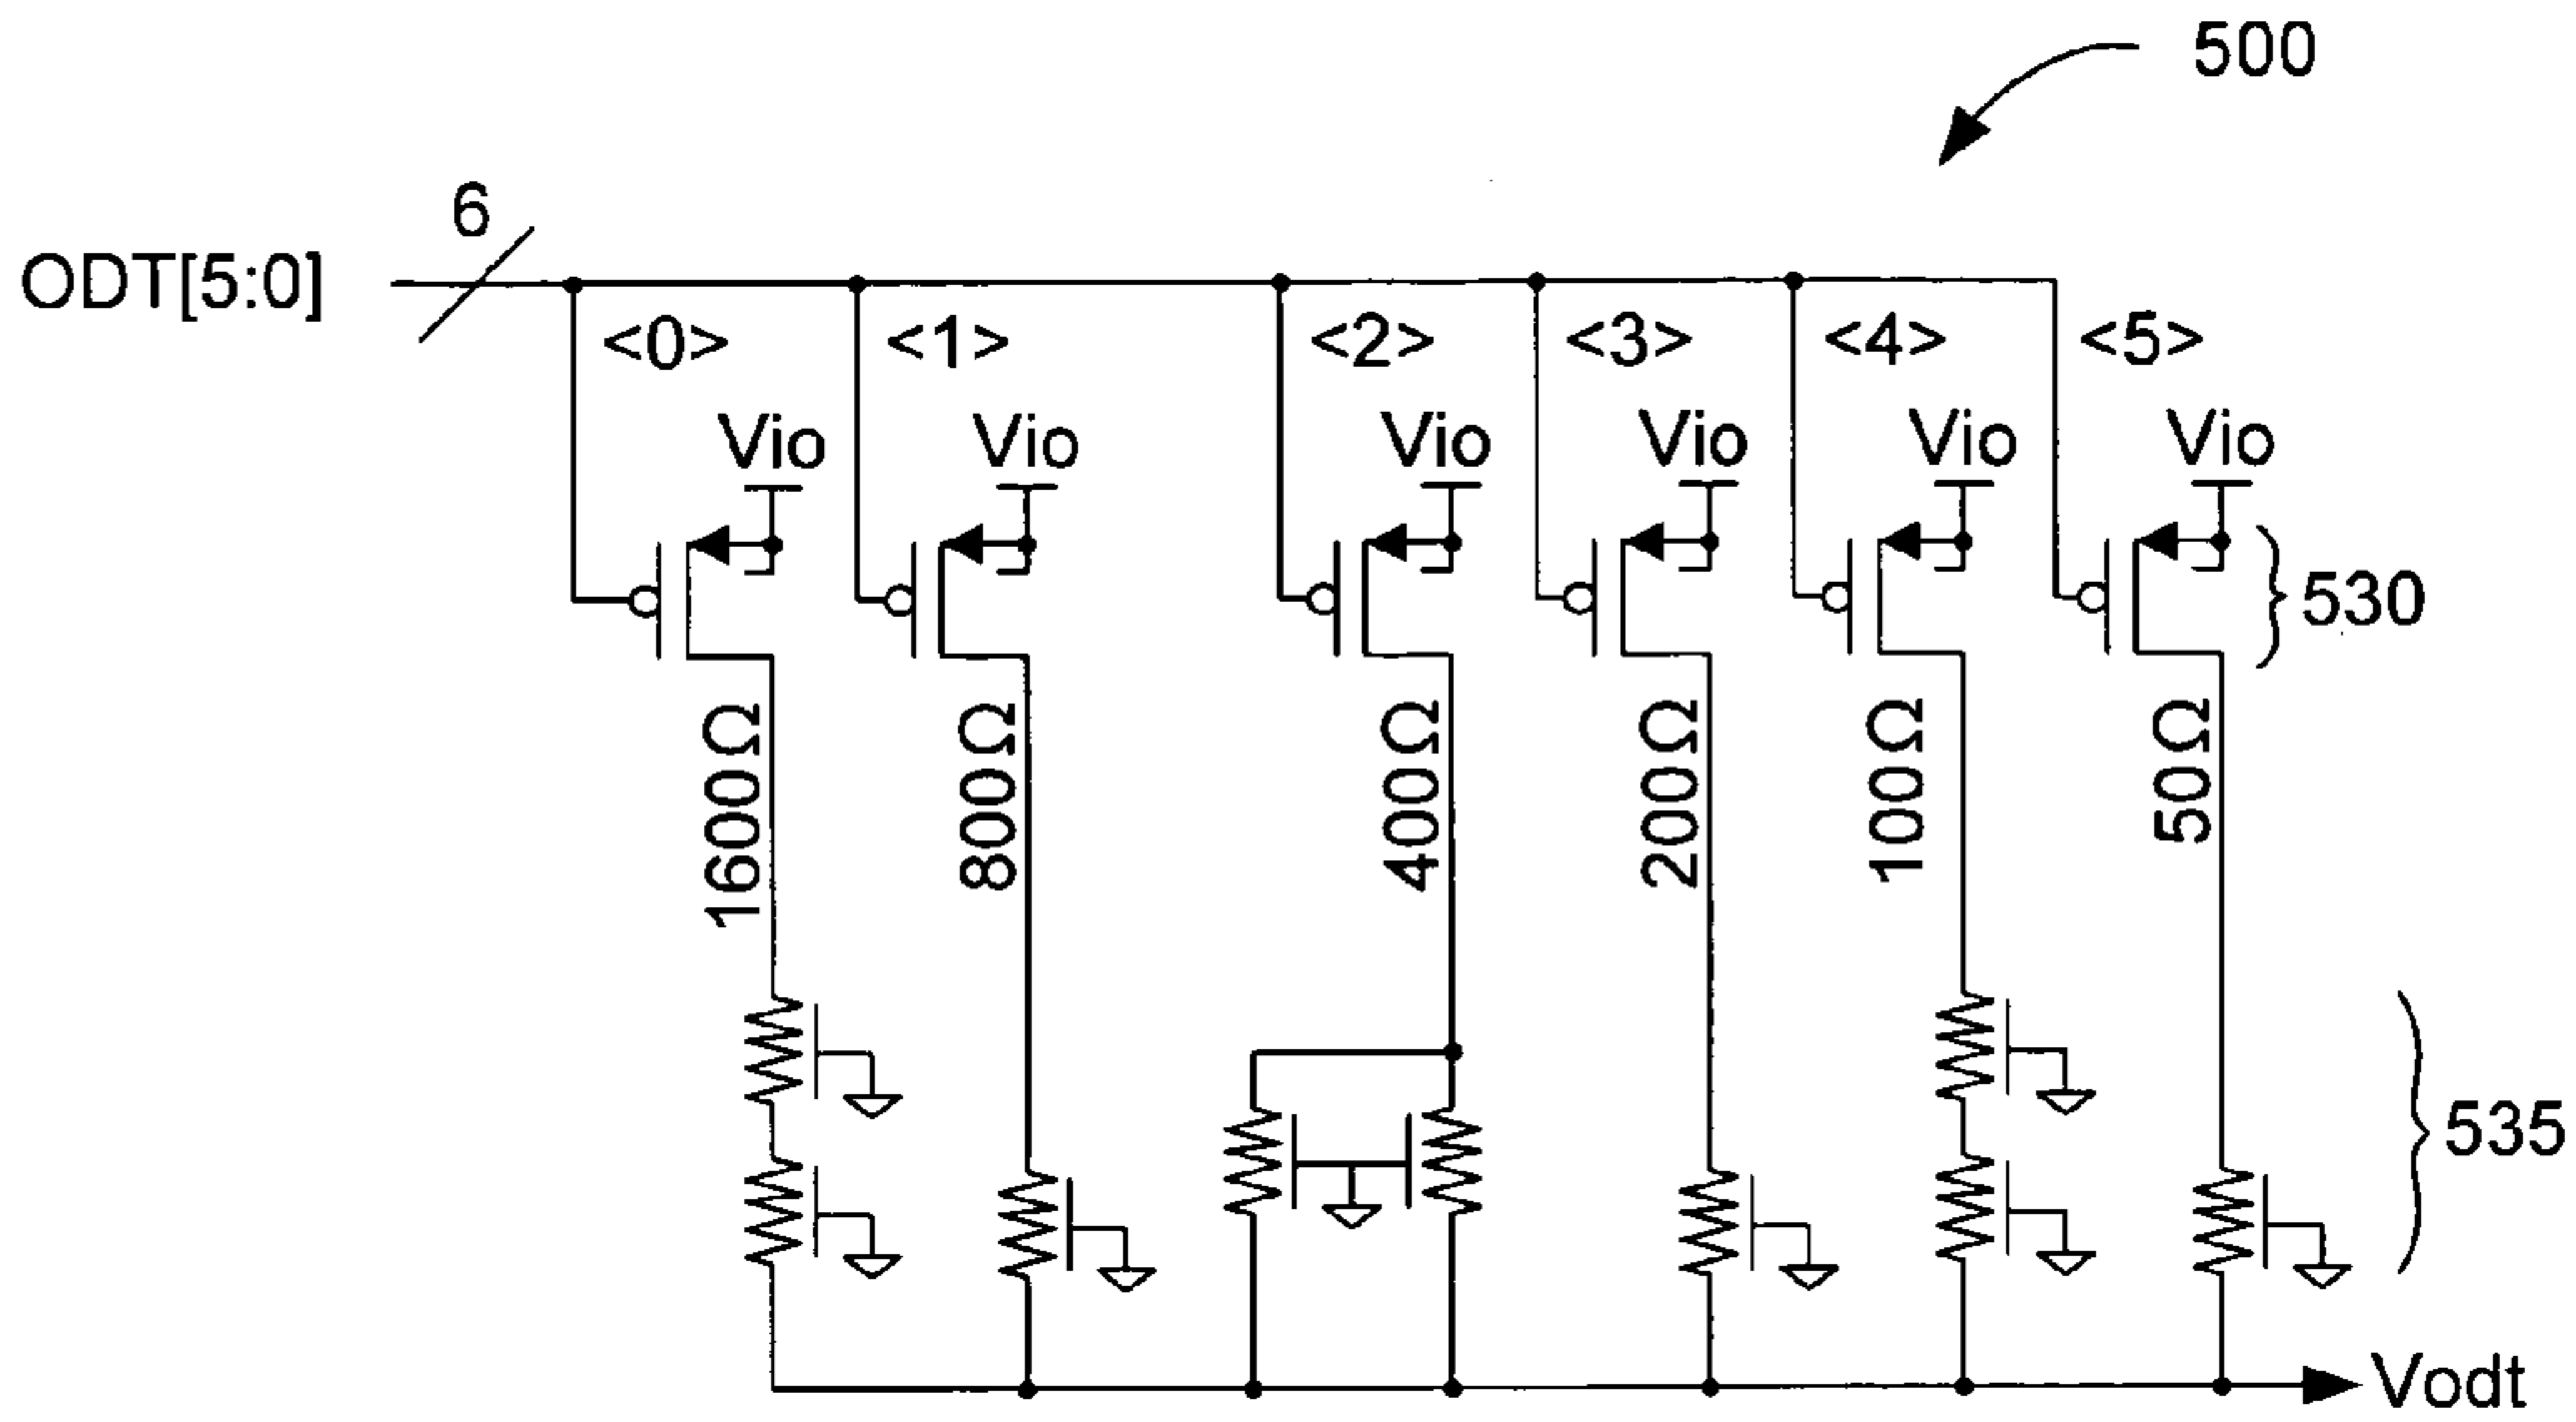 500
6
ODT[5:0]
<0> <1> <2> <3> <4> <5>
Vio Vio Vio Vio Vio Vio
530
1600Ω 800Ω 400Ω 200Ω 100Ω 50Ω
535
Vodt